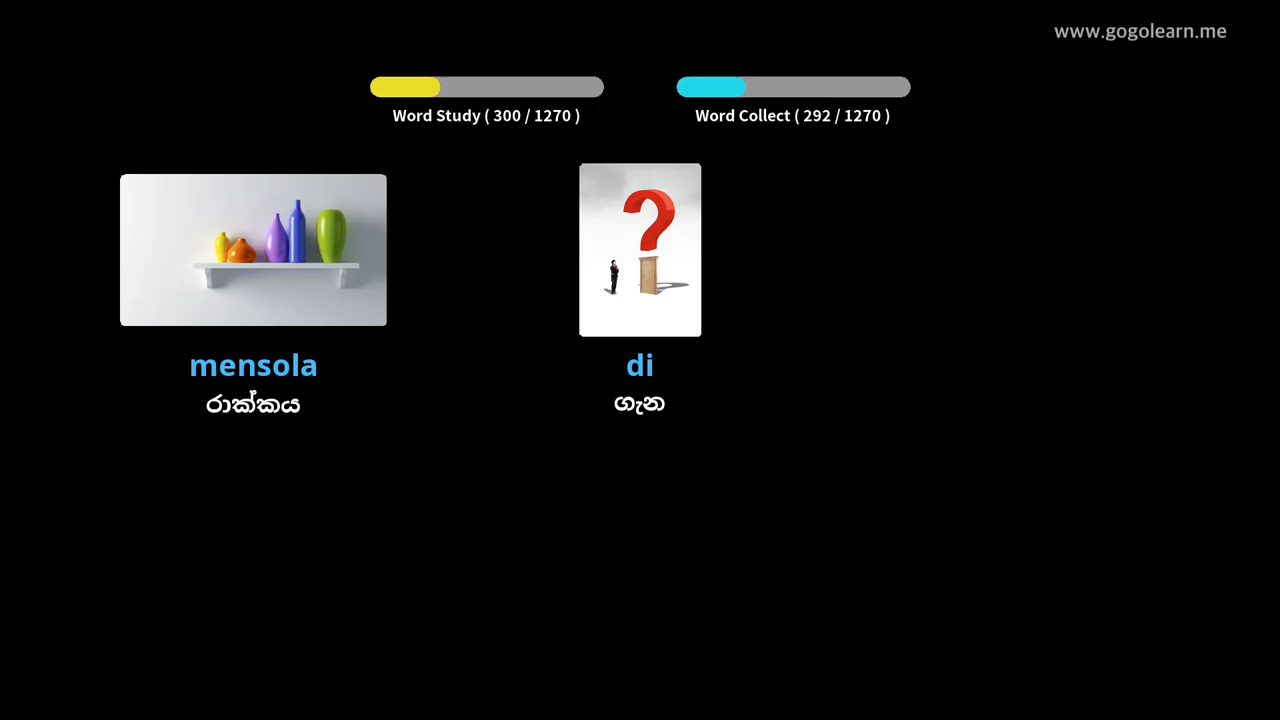 www.gogolearn.me
Word Study ( 300 / 1270 )
Word Collect ( 292 / 1270 )
mensola
රාක්කය
di
ගැන